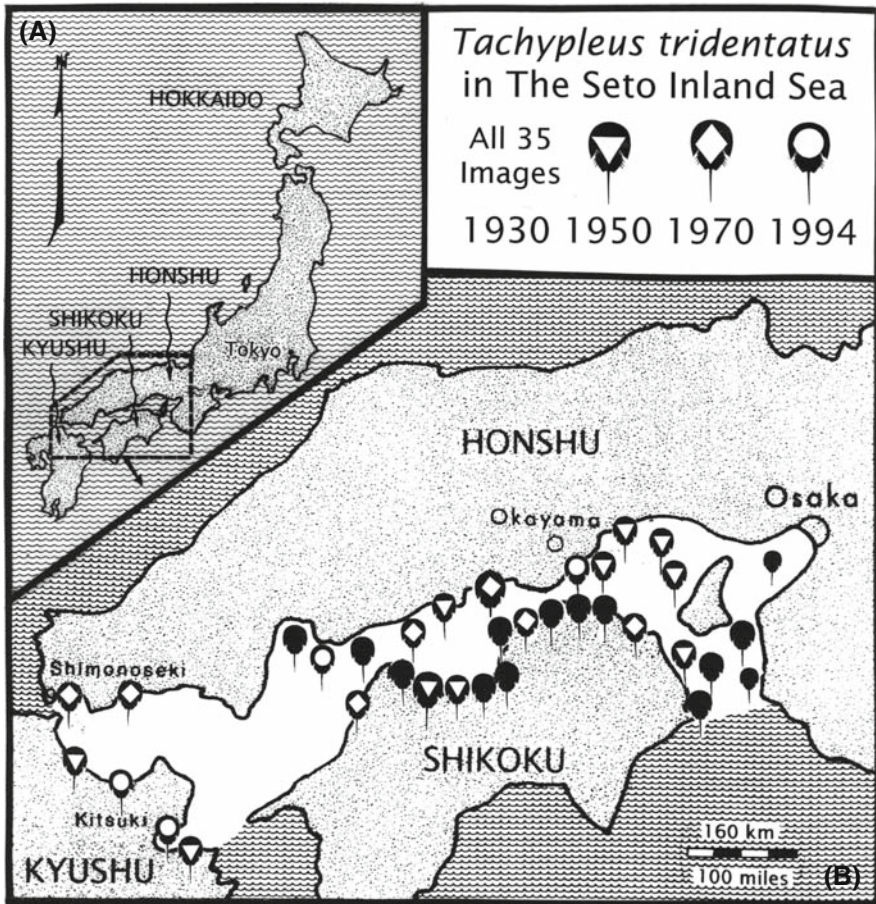 (A)
N
HOKKAIDO
HONSHU
SHIKOKU
KYUSHU
Tokyo
Tachypleus tridentatus
in The Seto Inland Sea
All 35
Images
1930 1950 1970 1994
HONSHU
Osaka
Okayama
Shimonoseki
SHIKOKU
Kitsuki
KYUSHU
160 km
100 miles
(B)